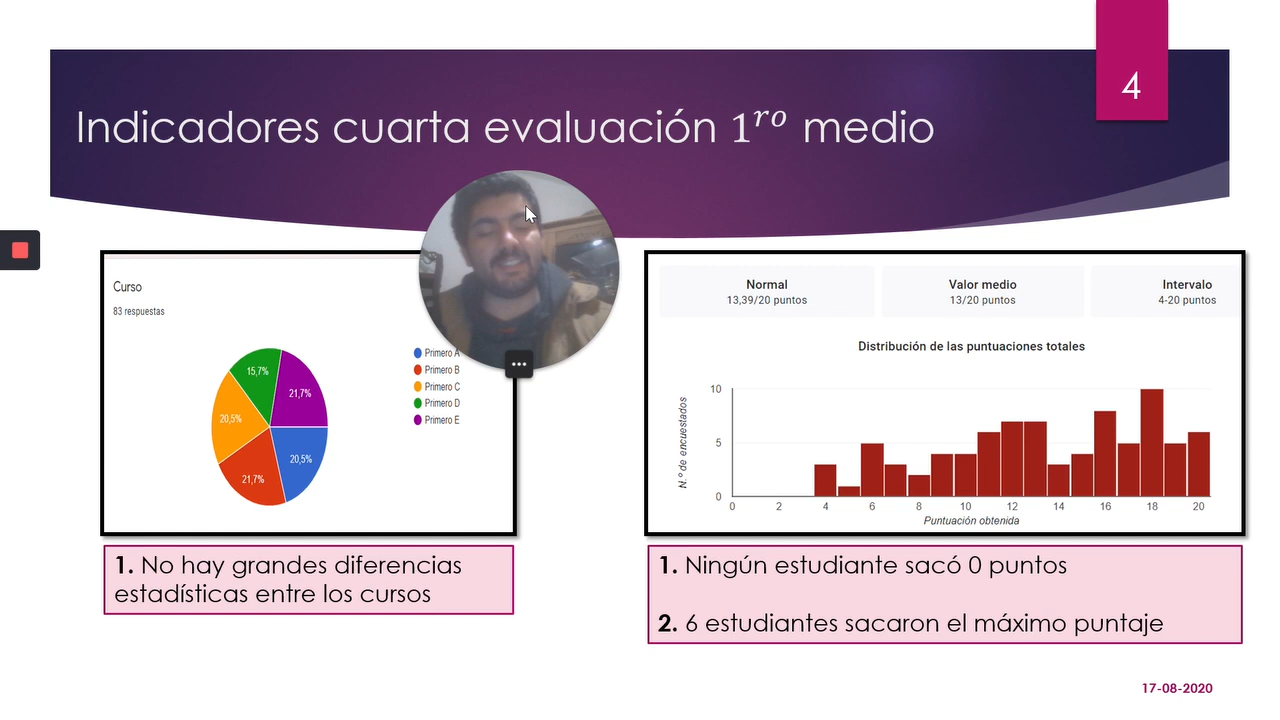 4
Indicadores cuarta evaluación 1ʳᵒ medio
Curso
83 respuestas
15,7%
21,7%
20,5%
21,7%
20,5%
Primero A
Primero B
Primero C
Primero D
Primero E
Normal
13,39/20 puntos
Valor medio
13/20 puntos
Intervalo
4-20 puntos
Distribución de las puntuaciones totales
N.º de encuestados
10
5
0
0 2 4 6 8 10 12 14 16 18 20
Puntuación obtenida
1. No hay grandes diferencias
estadísticas entre los cursos
1. Ningún estudiante sacó 0 puntos
2. 6 estudiantes sacaron el máximo puntaje
17-08-2020